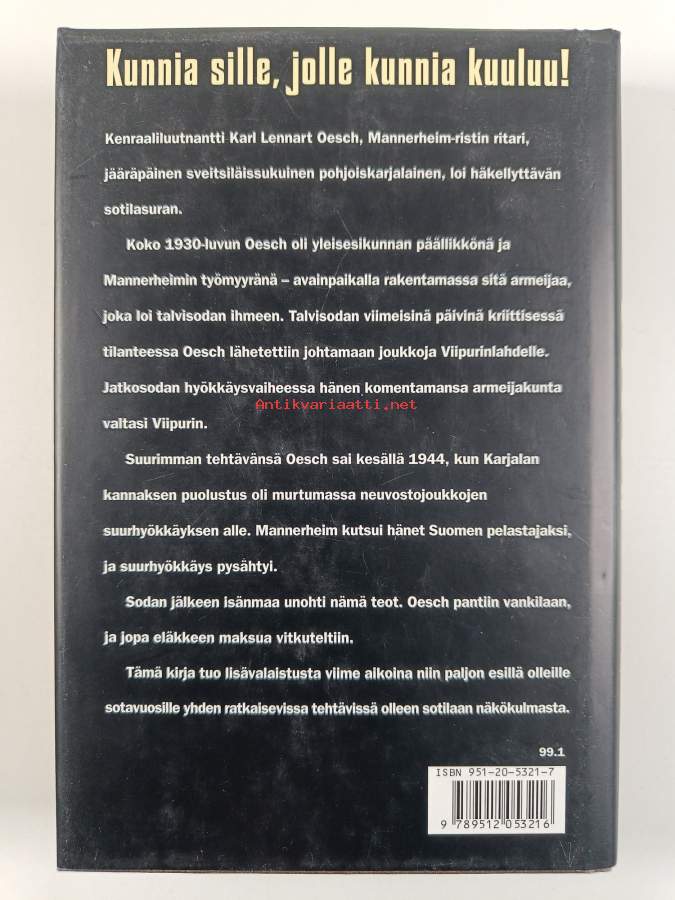 Kunnia sille, jolle kunnia kuuluu!
Kenraaliluutnantti Karl Lennart Oesch, Mannerheim-ristin ritari,
jääräpäinen sveitsiläissukuinen pohjoiskarjalainen, loi häkellyttävän
sotilasuran.
Koko 1930-luvun Oesch oli yleisesikunnan päällikkönä ja
Mannerheimin työmyyränä – avainpaikalla rakentamassa sitä armeijaa,
joka loi talvisodan ihmeen. Talvisodan viimeisinä päivinä kriittisessä
tilanteessa Oesch lähetettiin johtamaan joukkoja Viipurinlahdelle.
Jatkosodan hyökkäysvaiheessa hänen komentamansa armeijakunta
Antikvariaatti.net
valtasi Viipurin.
Suurimman tehtävänsä Oesch sai kesällä 1944, kun Karjalan
kannaksen puolustus oli murtumassa neuvostojoukkojen
suurhyökkäyksen alle. Mannerheim kutsui hänet Suomen pelastajaksi,
ja suurhyökkäys pysähtyi.
Sodan jälkeen isänmaa unohti nämä teot. Oesch pantiin vankilaan,
ja jopa eläkkeen maksua vitkuteltiin.
Tämä kirja tuo lisävalaistusta viime aikoina niin paljon esillä olleille
sotavuosille yhden ratkaisevissa tehtävissä olleen sotilaan näkökulmasta.
99.1
ISBN 951-20-5321-7
9 789512 053216